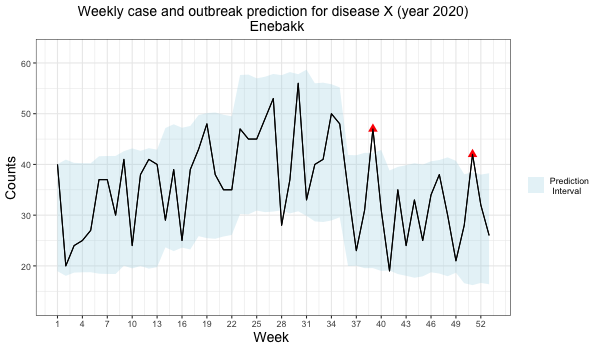 Weekly case and outbreak prediction for disease X (year 2020)
Enebakk
60
50
40
30
20
Counts
1 4 7 10 13 16 19 22 25 28 31 34 37 40 43 46 49 52
Week
Prediction
Interval